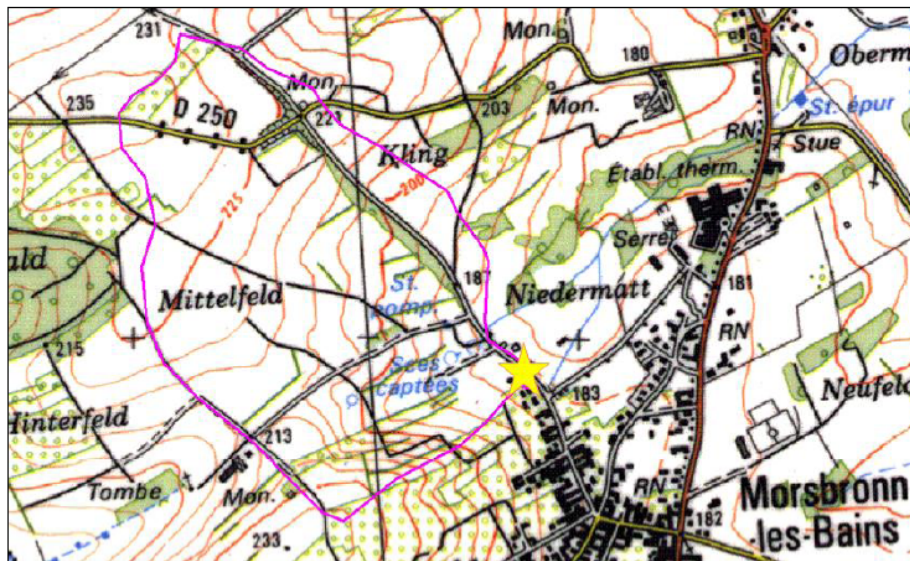 231
Mon.
180
Oberm
235
D 250
Mon.
221
203
Mon.
St. épur
RN
Stue
Kling
Etabl. therm.
200
225
Serre
ald
Mittelfeld
St.
pomp.
187
Niedermatt
181
RN
215
Sces
captées
183
Neufeld
Hinterfeld
213
Tombe
Mon.
RN
Morsbronn
-les-Bains
233
182